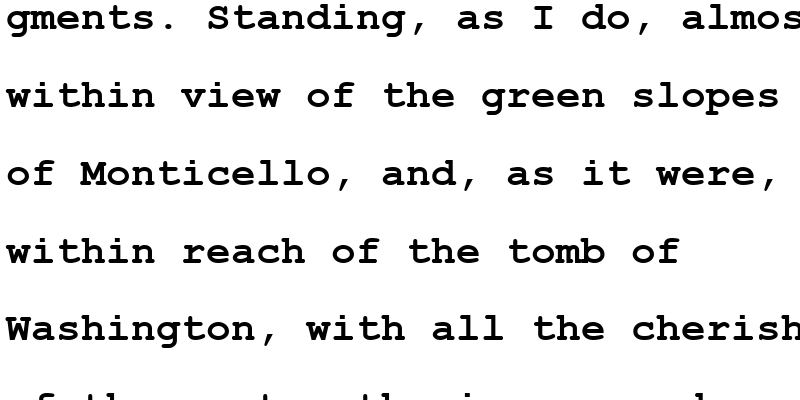 gments. Standing, as I do, almos
within view of the green slopes
of Monticello, and, as it were,
within reach of the tomb of
Washington, with all the cherish